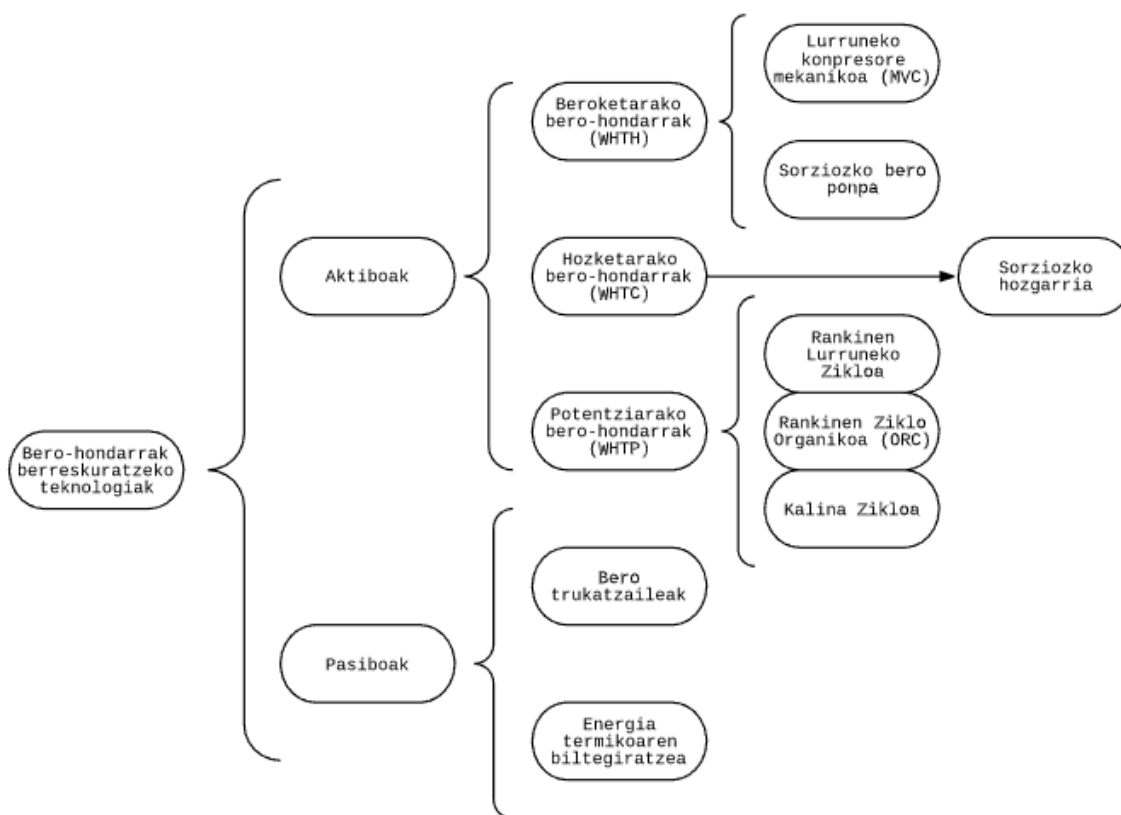 Bero-hondarrak
berreskuratzeko
teknologiak
Aktiboak
Beroketarako
bero-hondarrak
(WHTH)
Lurruneko
konpresore
mekanikoa (MVC)
Sorziozko bero
ponpa
Hozketarako
bero-hondarrak
(WHTC)
Sorziozko
hozgarria
Potentziarako
bero-hondarrak
(WHTP)
Rankinen
Lurruneko
Zikloa
Rankinen Ziklo
Organikoa (ORC)
Kalina Zikloa
Pasiboak
Bero
trukatzaileak
Energia
termikoaren
biltegiratzea